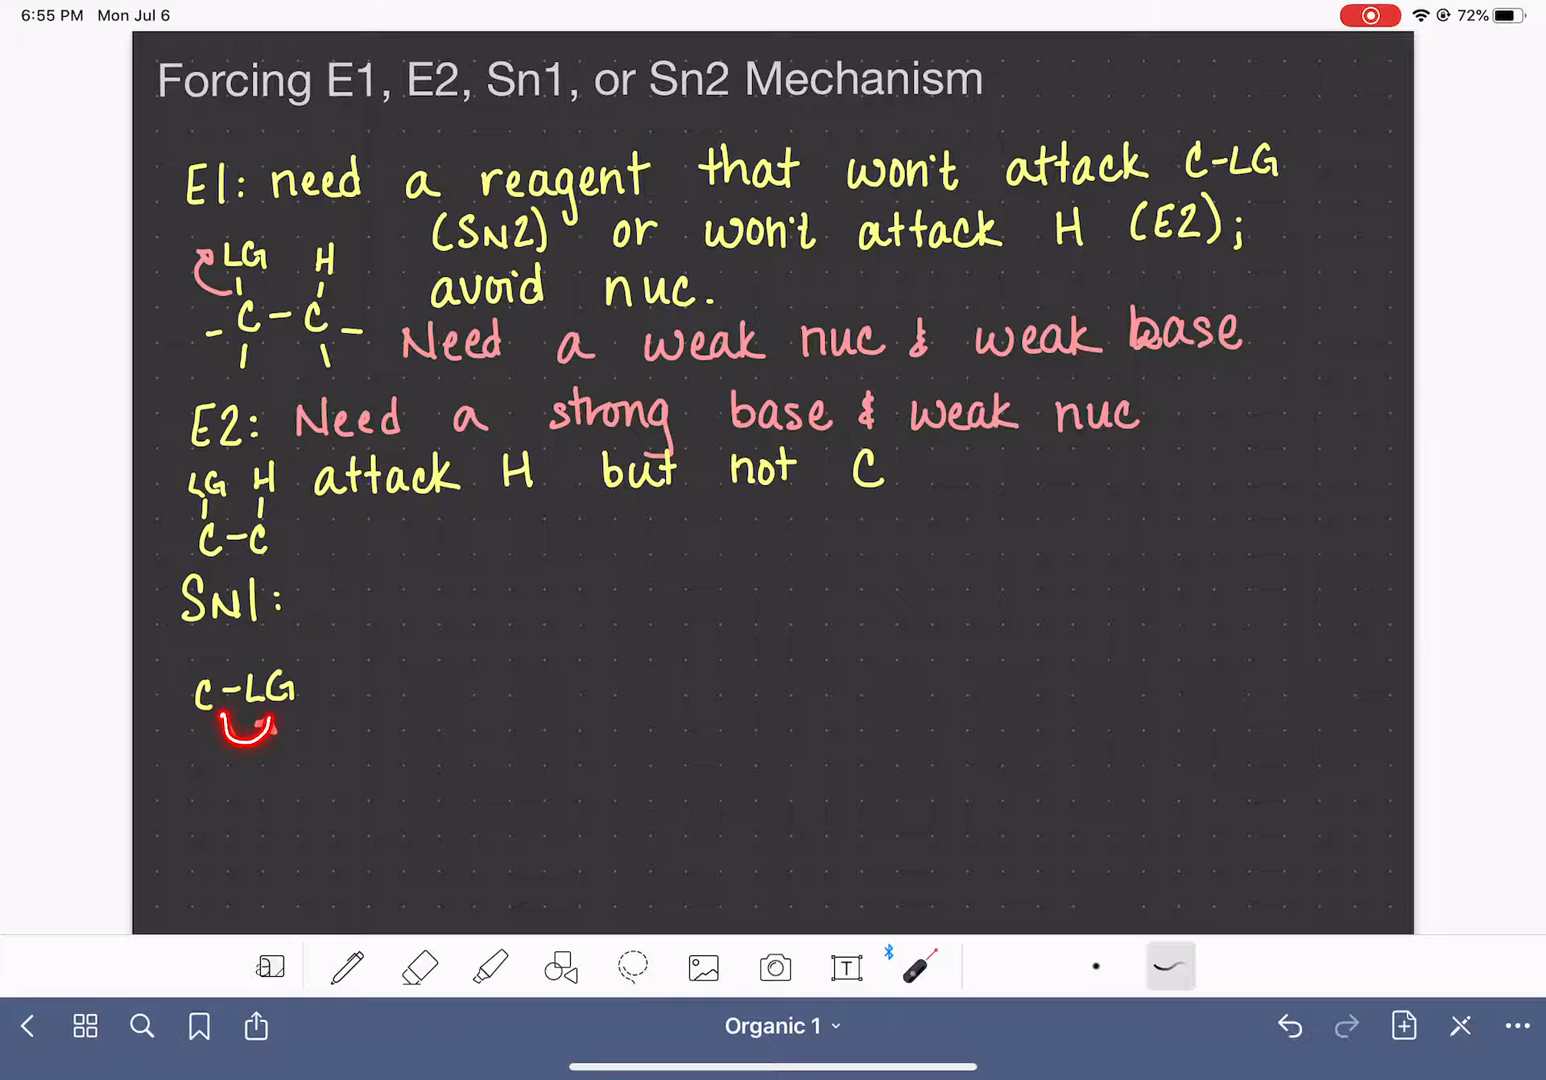 6:55 PM Mon Jul 6
72%
Forcing E1, E2, Sn1, or Sn2 Mechanism
E1: need a reagent that won't attack C-LG
(SN2) or won't attack H (E2);
avoid nuc.
LG H
C-C
Need a weak nuc & weak base
E2: Need a strong base & weak nuc
attack H but not C
LG H
C-C
SN1:
C-LG
T
Organic 1